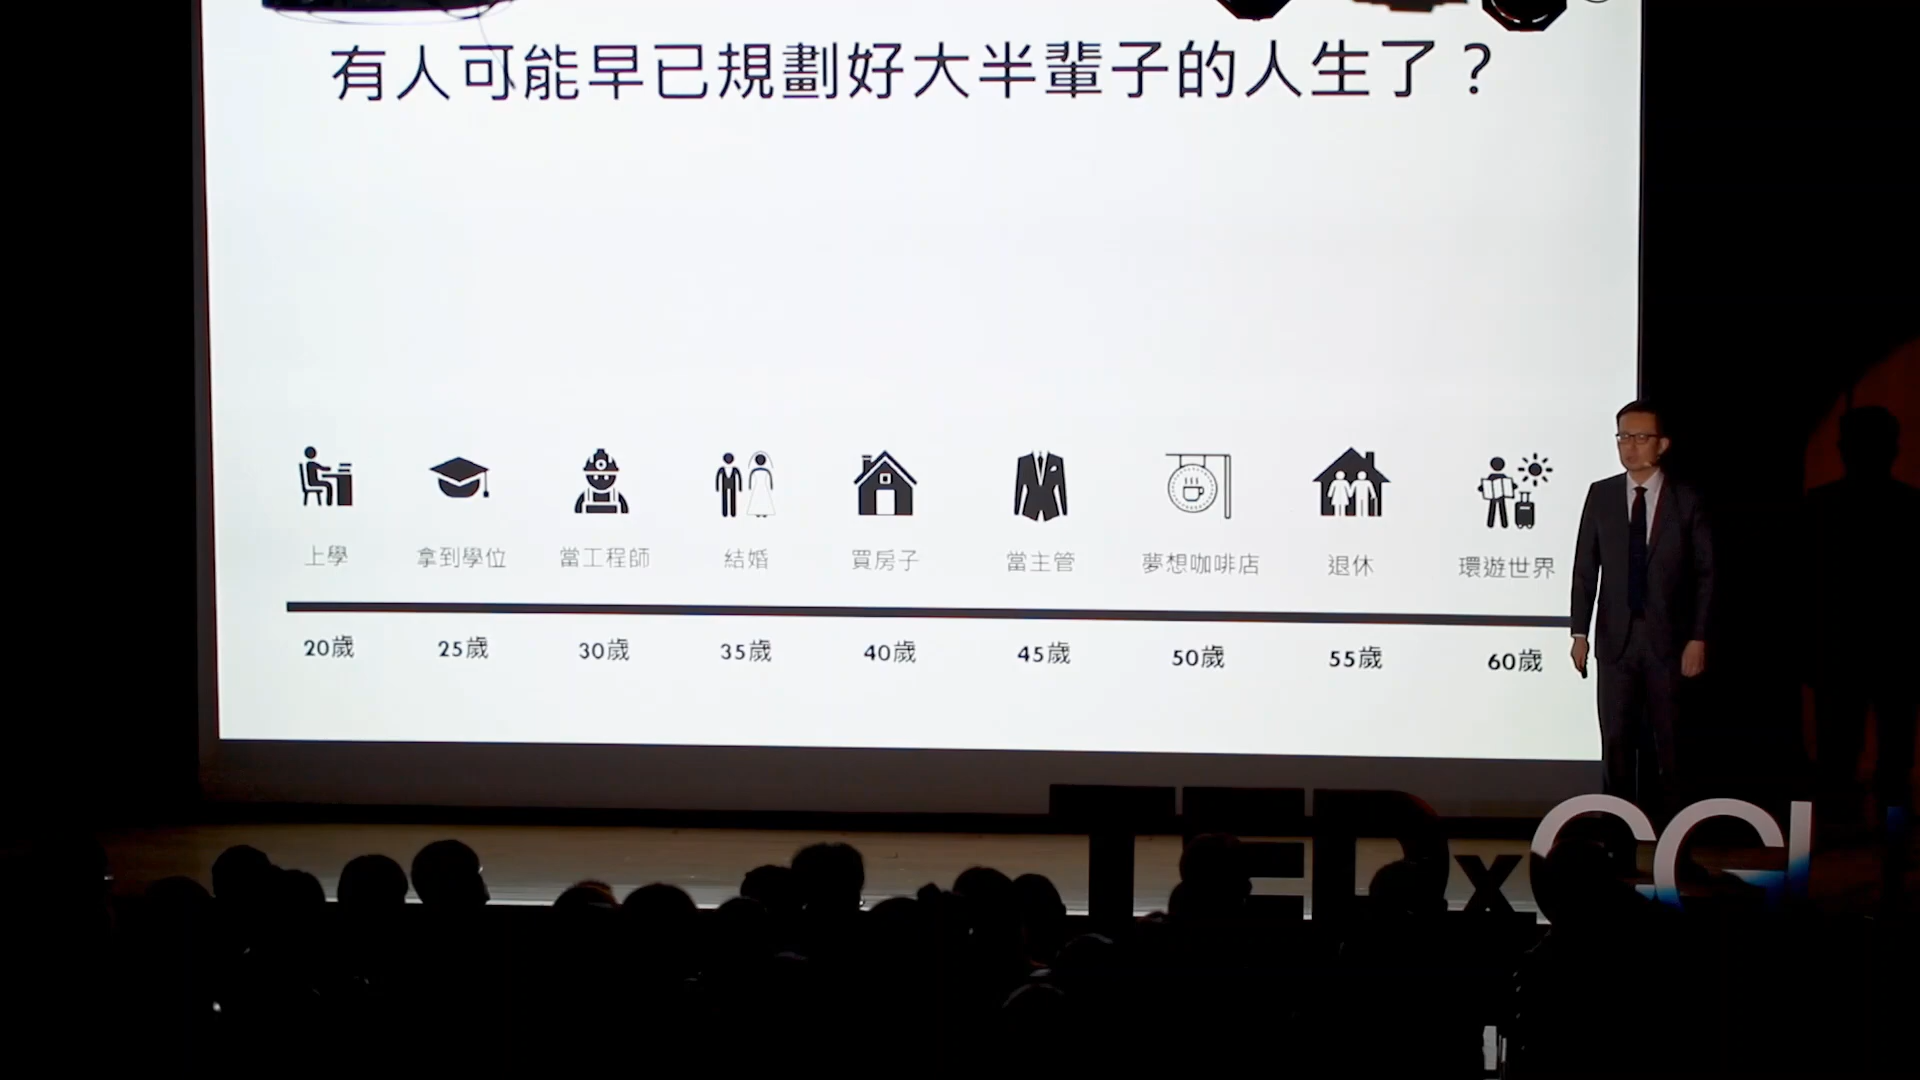 有人可能早已規劃好大半輩子的人生了？
上學 拿到學位 當工程師 結婚 買房子 當主管 夢想咖啡店 退休 環遊世界
20歲 25歲 30歲 35歲 40歲 45歲 50歲 55歲 60歲
TEDxCCU